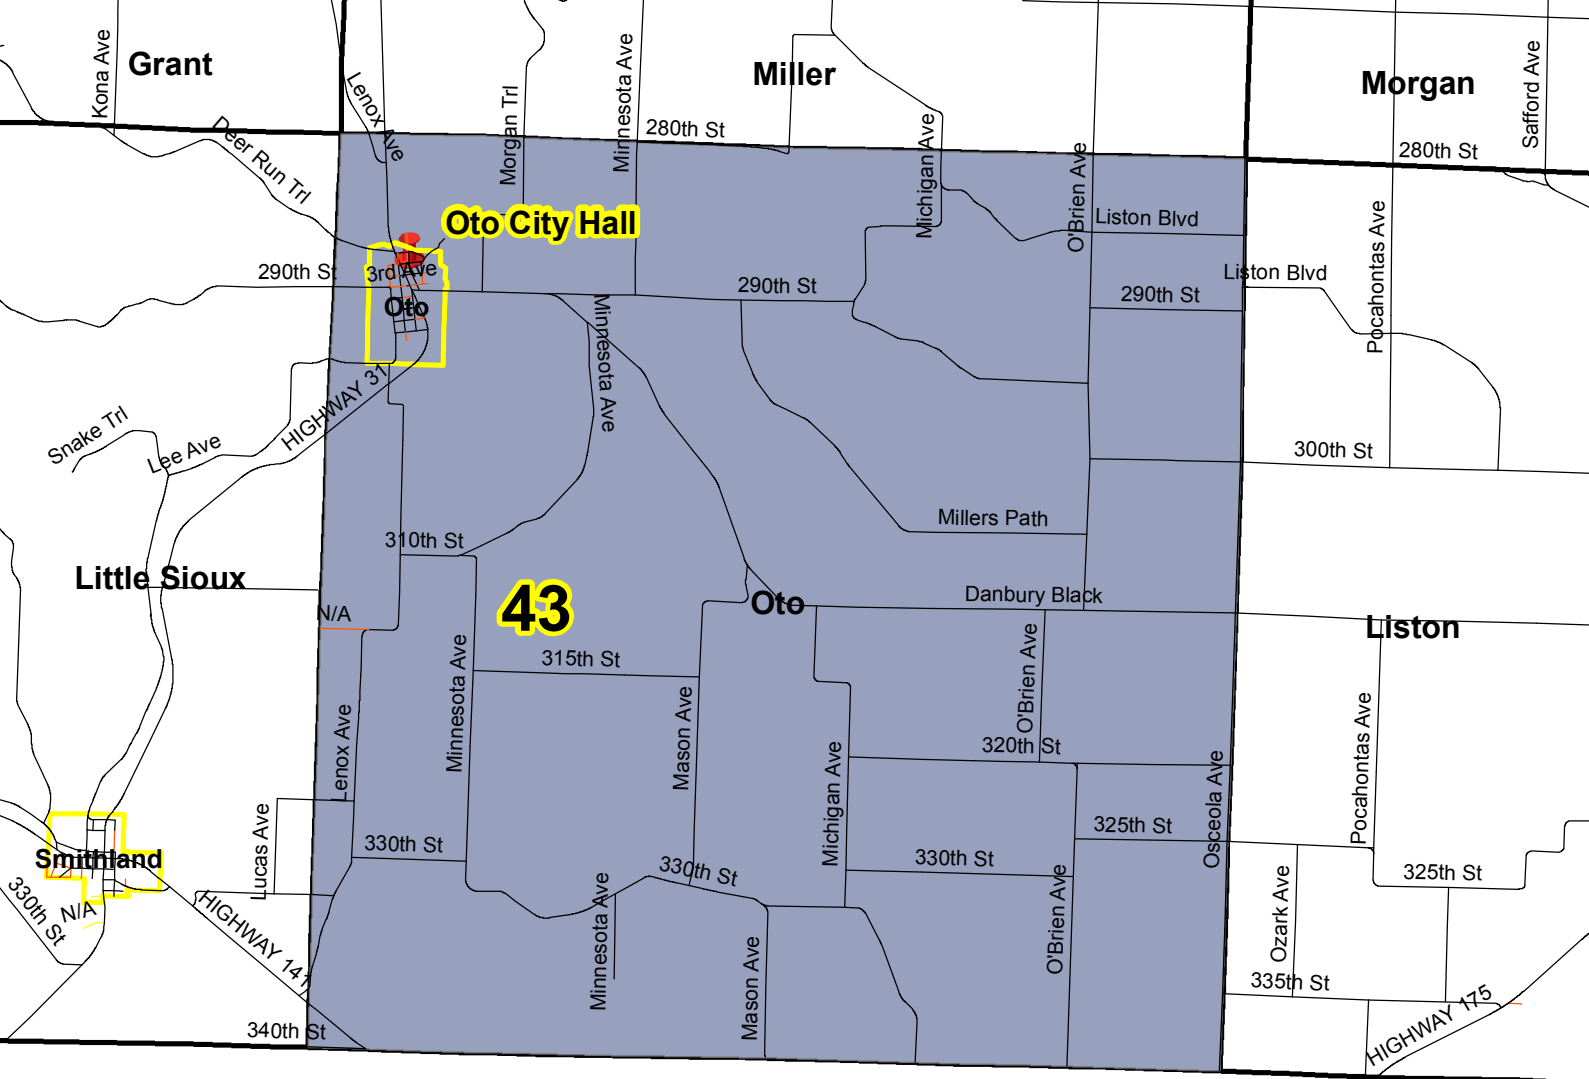 Grant
Kona Ave
Lenox Ave
Morgan Trl
Minnesota Ave
Miller
280th St
Michigan Ave
O'Brien Ave
Morgan
Safford Ave
280th St
Deer Run Trl
Oto City Hall
Liston Blvd
Liston Blvd
Pocahontas Ave
290th St
3rd Ave
Oto
290th St
290th St
Minnesota Ave
HIGHWAY 31
Snake Trl
Lee Ave
300th St
Millers Path
310th St
Little Sioux
43
Oto
Danbury Black
N/A
Liston
315th St
Minnesota Ave
Mason Ave
O'Brien Ave
320th St
Lenox Ave
Michigan Ave
Osceola Ave
Pocahontas Ave
325th St
Smithland
Lucas Ave
330th St
330th St
330th St
325th St
330th St
N/A
HIGHWAY 141
Minnesota Ave
Mason Ave
O'Brien Ave
Ozark Ave
335th St
HIGHWAY 175
340th St